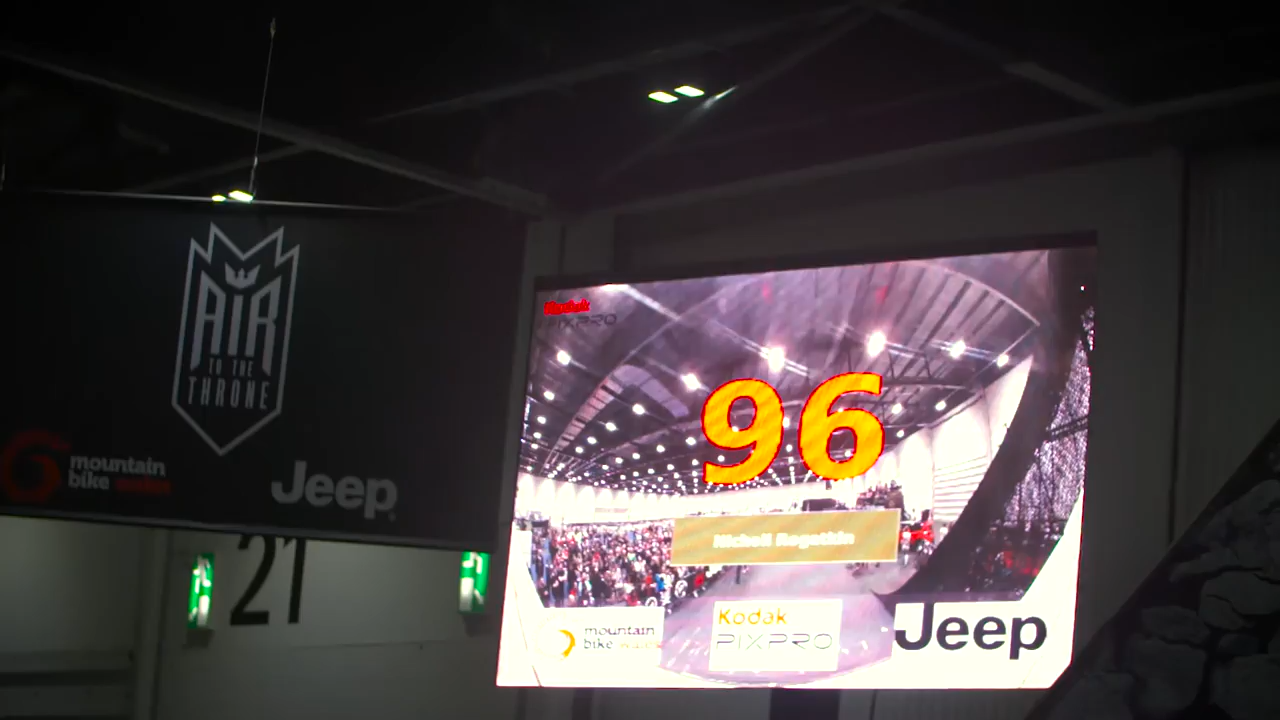 AIR
TO THE
THRONE
mountain
bike
Jeep
21
Kodak
PIXPRO
96
Kodak
PIXPRO
mountain
bike
Jeep